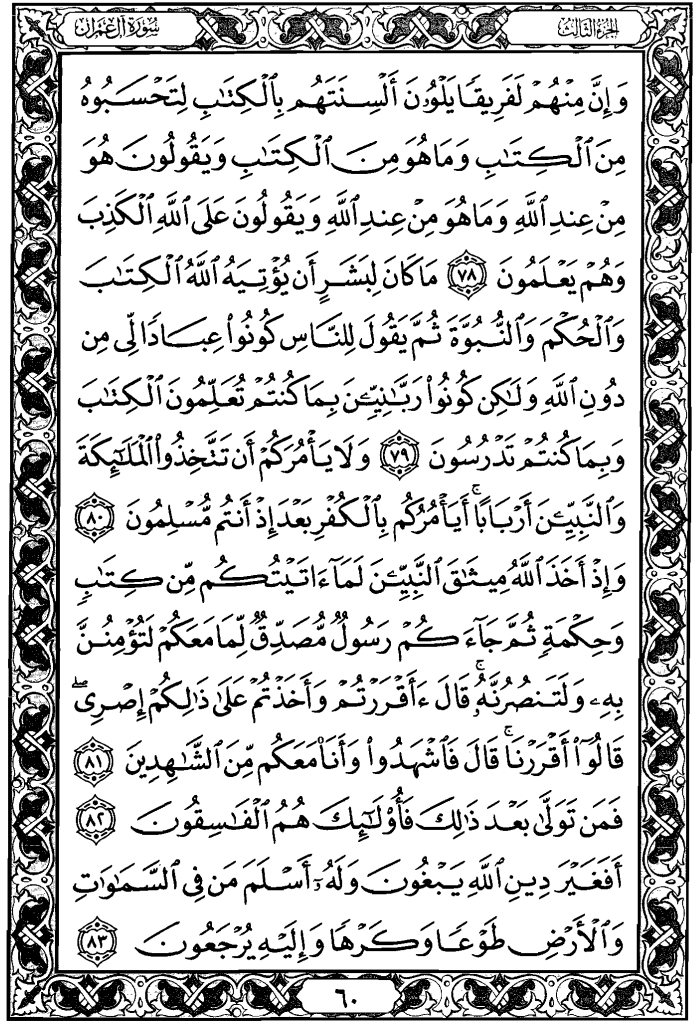 الجزء الثالث
سورة آل عمران
وَإِنَّ مِنْهُمْ لَفَرِيقًا يَلْوُۥنَ أَلْسِنَتَهُم بِٱلْكِتَٰبِ لِتَحْسَبُوهُ
مِنَ ٱلْكِتَٰبِ وَمَا هُوَ مِنَ ٱلْكِتَٰبِ وَيَقُولُونَ هُوَ
مِنْ عِندِ ٱللَّهِ وَمَا هُوَ مِنْ عِندِ ٱللَّهِ وَيَقُولُونَ عَلَى ٱللَّهِ ٱلْكَذِبَ
وَهُمْ يَعْلَمُونَ ٧٨ مَا كَانَ لِبَشَرٍ أَن يُؤْتِيَهُ ٱللَّهُ ٱلْكِتَٰبَ
وَٱلْحُكْمَ وَٱلنُّبُوَّةَ ثُمَّ يَقُولَ لِلنَّاسِ كُونُوا۟ عِبَادًا لِّى مِن
دُونِ ٱللَّهِ وَلَٰكِن كُونُوا۟ رَبَّٰنِيِّـۧنَ بِمَا كُنتُمْ تُعَلِّمُونَ ٱلْكِتَٰبَ
وَبِمَا كُنتُمْ تَدْرُسُونَ ٧٩ وَلَا يَأْمُرَكُمْ أَن تَتَّخِذُوا۟ ٱلْمَلَٰٓئِكَةَ
وَٱلنَّبِيِّـۧنَ أَرْبَابًا ۗ أَيَأْمُرُكُم بِٱلْكُفْرِ بَعْدَ إِذْ أَنتُم مُّسْلِمُونَ ٨٠
وَإِذْ أَخَذَ ٱللَّهُ مِيثَٰقَ ٱلنَّبِيِّـۧنَ لَمَآ ءَاتَيْتُكُم مِّن كِتَٰبٍ
وَحِكْمَةٍ ثُمَّ جَآءَكُمْ رَسُولٌ مُّصَدِّقٌ لِّمَا مَعَكُمْ لَتُؤْمِنُنَّ
بِهِۦ وَلَتَنصُرُنَّهُۥ ۚ قَالَ ءَأَقْرَرْتُمْ وَأَخَذْتُمْ عَلَىٰ ذَٰلِكُمْ إِصْرِى ۖ
قَالُوٓا۟ أَقْرَرْنَا ۚ قَالَ فَٱشْهَدُوا۟ وَأَنَا۠ مَعَكُم مِّنَ ٱلشَّٰهِدِينَ ٨١
فَمَن تَوَلَّىٰ بَعْدَ ذَٰلِكَ فَأُو۟لَٰٓئِكَ هُمُ ٱلْفَٰسِقُونَ ٨٢
أَفَغَيْرَ دِينِ ٱللَّهِ يَبْغُونَ وَلَهُۥٓ أَسْلَمَ مَن فِى ٱلسَّمَٰوَٰتِ
وَٱلْأَرْضِ طَوْعًا وَكَرْهًا وَإِلَيْهِ يُرْجَعُونَ ٨٣
٦٠